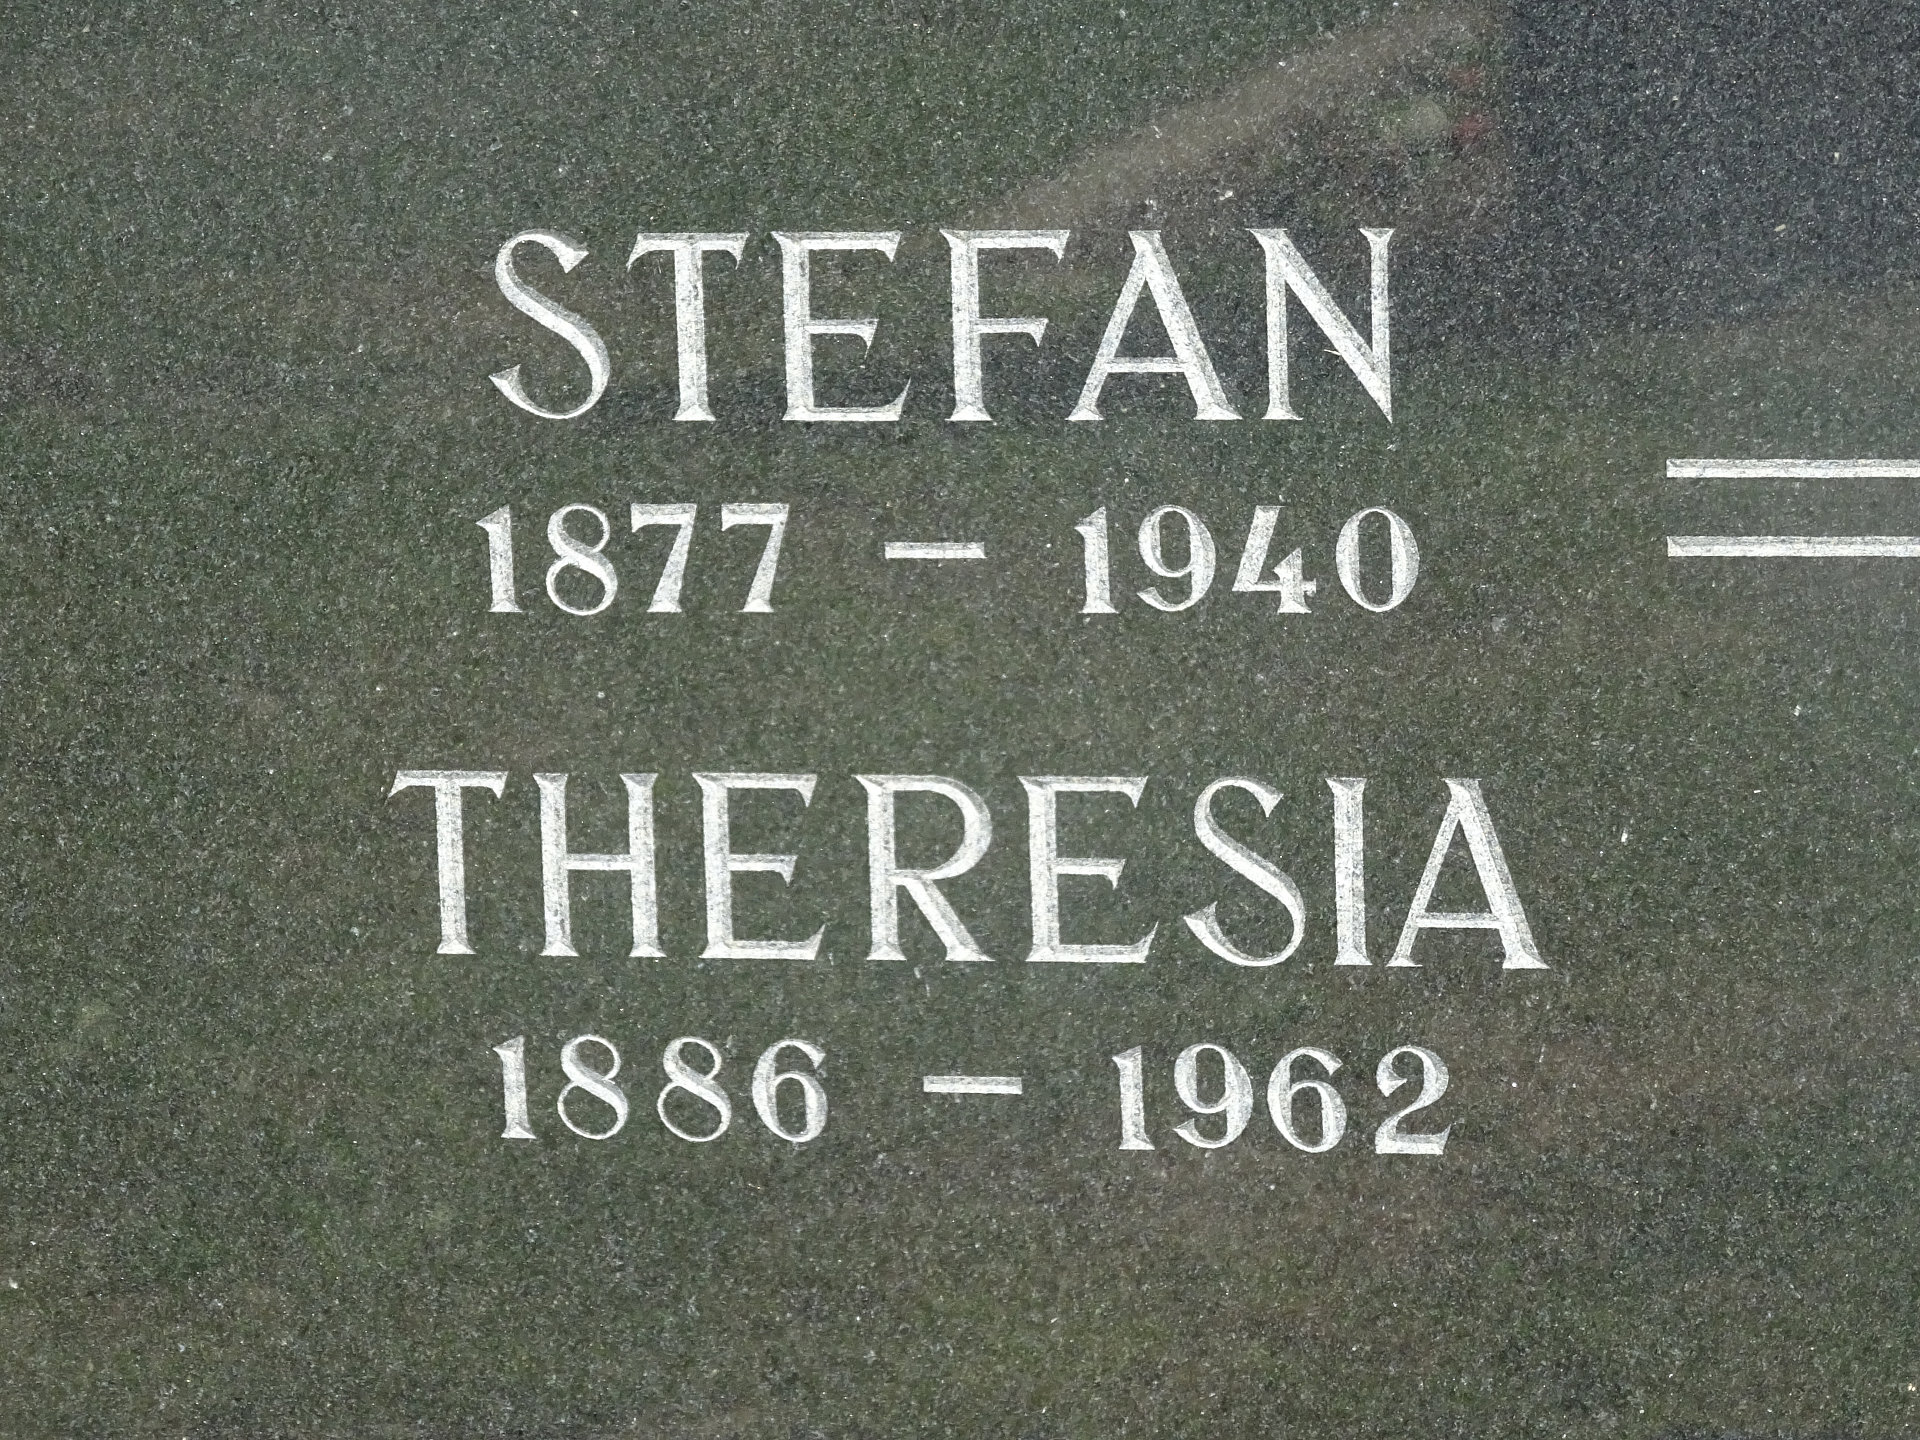 STEFAN
1877 – 1940
THERESIA
1886 – 1962